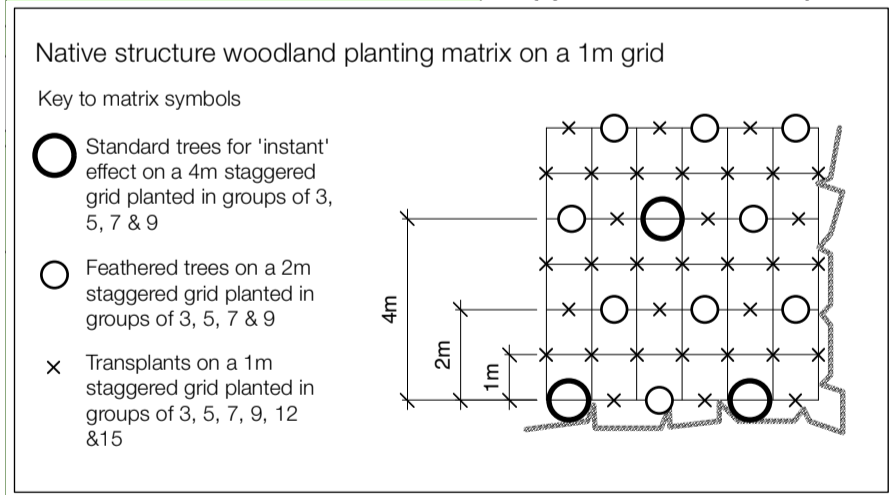 Native structure woodland planting matrix on a 1m grid
Key to matrix symbols
Standard trees for 'instant'
effect on a 4m staggered
grid planted in groups of 3,
5, 7 & 9
Feathered trees on a 2m
staggered grid planted in
groups of 3, 5, 7 & 9
Transplants on a 1m
staggered grid planted in
groups of 3, 5, 7, 9, 12
&15
4m
2m
1m